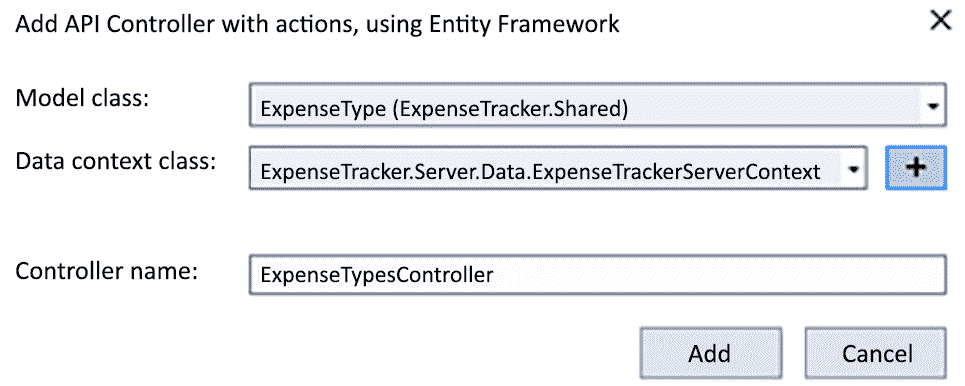 Add API Controller with actions, using Entity Framework
Model class:
ExpenseType (ExpenseTracker.Shared)
Data context class:
ExpenseTracker.Server.Data.ExpenseTrackerServerContext
Controller name:
ExpenseTypesController
Add
Cancel